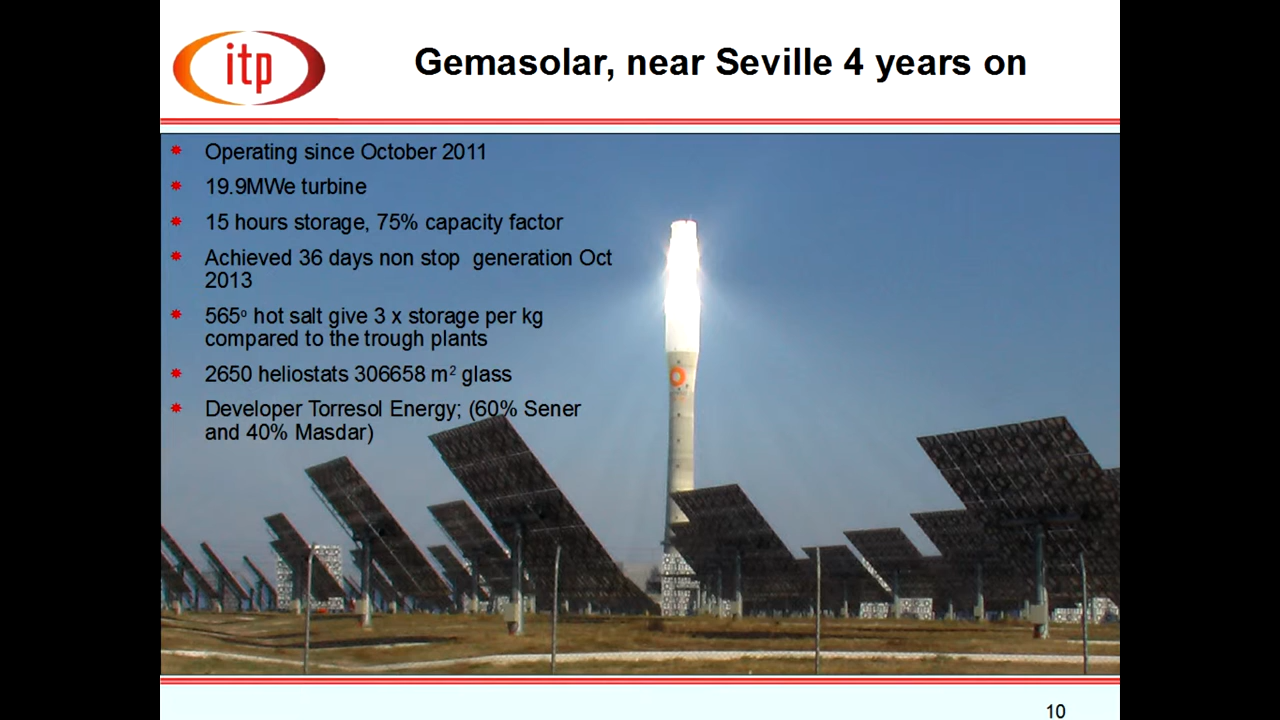 itp
Gemasolar, near Seville 4 years on
Operating since October 2011
19.9MWe turbine
15 hours storage, 75% capacity factor
Achieved 36 days non stop  generation Oct
2013
565º hot salt give 3 x storage per kg
compared to the trough plants
2650 heliostats 306658 m² glass
Developer Torresol Energy; (60% Sener
and 40% Masdar)
10